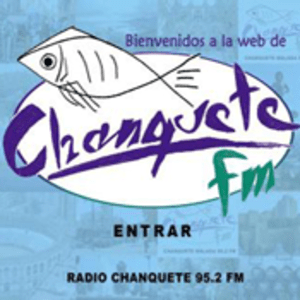 Bienvenidos a la web de
Chanquete
fm
ENTRAR
RADIO CHANQUETE 95.2 FM